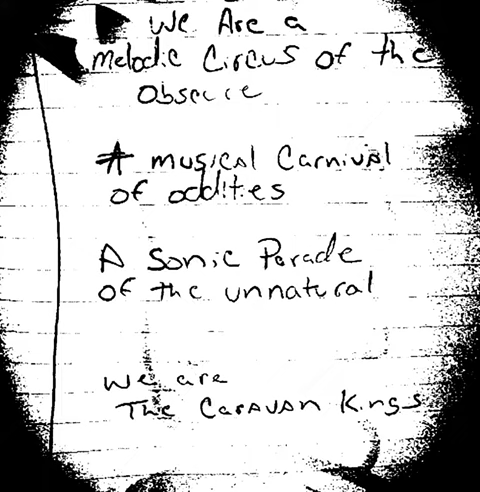 We Are a
Melodic Circus of the
Obscure
A musical Carnival
of oddities
A Sonic Parade
of the unnatural
We are
The Caravan Kings